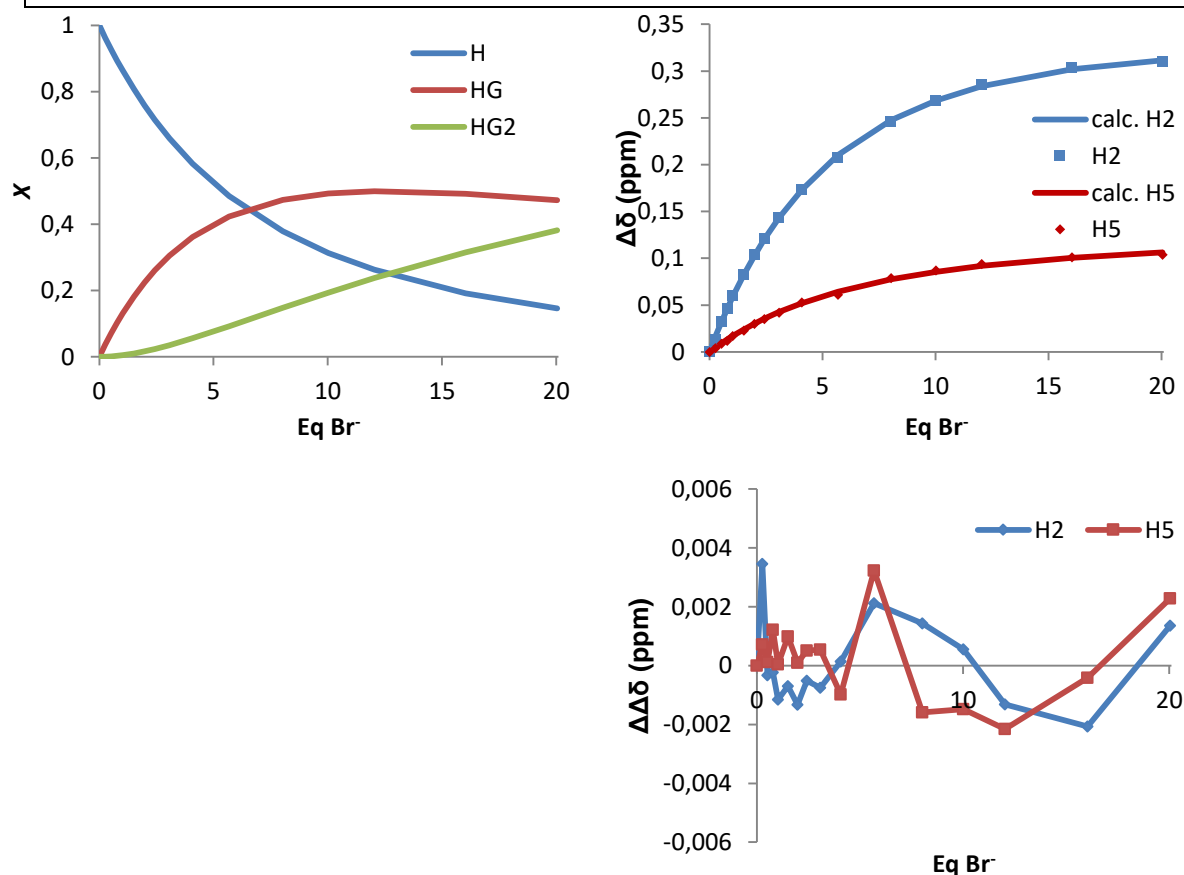 1
0,8
0,6
0,4
0,2
0
X
0
5
10
15
20
Eq Br-
H
HG
HG2
0,35
0,3
0,25
0,2
0,15
0,1
0,05
0
Δδ (ppm)
0
5
10
15
20
Eq Br-
calc. H2
H2
calc. H5
H5
0,006
0,004
0,002
0
-0,002
-0,004
-0,006
ΔΔδ (ppm)
0
10
20
Eq Br-
H2
H5